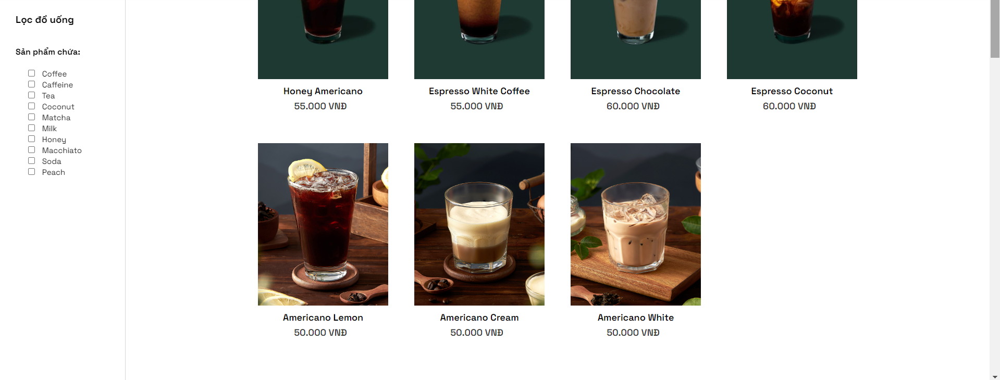 Lọc đồ uống
Sản phẩm chứa:
Coffee
Caffeine
Tea
Coconut
Matcha
Milk
Honey
Macchiato
Soda
Peach
Honey Americano
55.000 VNĐ
Espresso White Coffee
55.000 VNĐ
Espresso Chocolate
60.000 VNĐ
Espresso Coconut
60.000 VNĐ
Americano Lemon
50.000 VNĐ
Americano Cream
50.000 VNĐ
Americano White
50.000 VNĐ